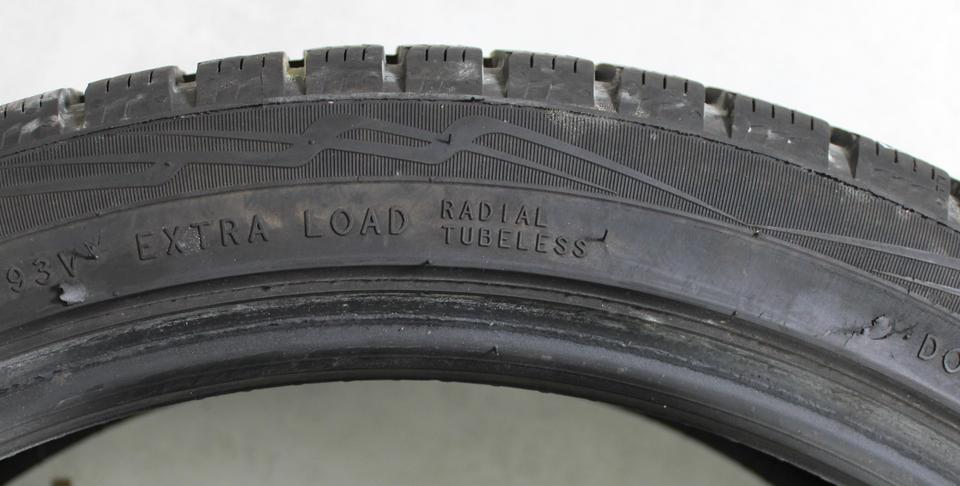 93V EXTRA LOAD
RADIAL
TUBELESS
DO